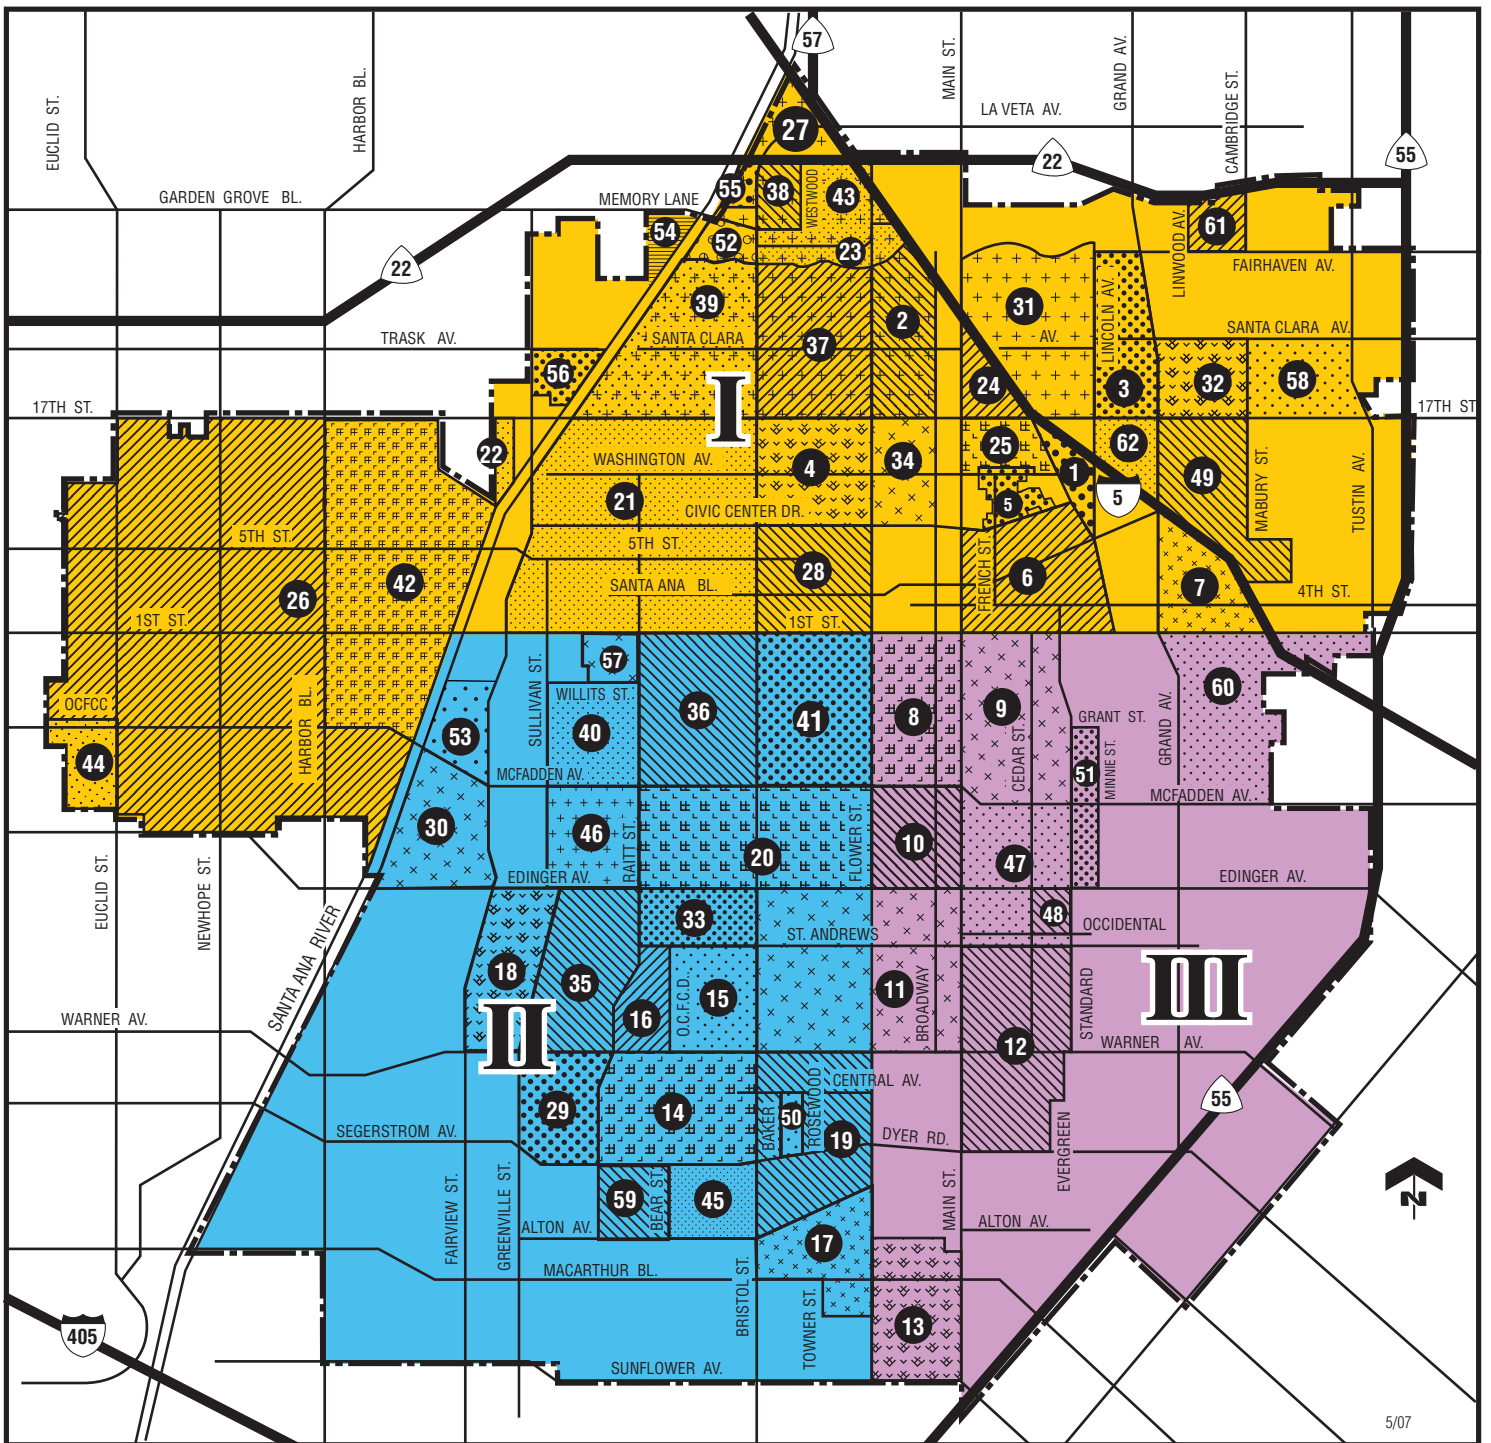 57
EUCLID ST.
HARBOR BL.
MAIN ST.
GRAND AV.
CAMBRIDGE ST.
LA VETA AV.
27
22
55
GARDEN GROVE BL.
MEMORY LANE
55
38
WESTWOOD
43
54
52
23
61
LINWOOD AV.
FAIRHAVEN AV.
22
39
2
31
LINCOLN AV.
TRASK AV.
SANTA CLARA
37
AV.
SANTA CLARA AV.
56
I
24
3
32
58
17TH ST.
17TH ST
22
WASHINGTON AV.
4
34
25
1
62
49
MABURY ST.
TUSTIN AV.
21
CIVIC CENTER DR.
5
5
5TH ST.
5TH ST.
26
42
SANTA ANA BL.
28
FRENCH ST.
6
7
4TH ST.
1ST ST.
1ST ST.
57
SULLIVAN ST.
WILLITS ST.
OCFCC
HARBOR BL.
53
40
36
41
8
9
CEDAR ST.
GRANT ST.
GRAND AV.
60
44
MCFADDEN AV.
51
MINNIE ST.
MCFADDEN AV.
30
46
RAITT ST.
20
FLOWER ST.
10
47
EUCLID ST.
NEWHOPE ST.
EDINGER AV.
EDINGER AV.
SANTA ANA RIVER
33
ST. ANDREWS
48
OCCIDENTAL
18
35
16
O.C.F.C.D.
15
11
BROADWAY
STANDARD
III
II
WARNER AV.
12
WARNER AV.
29
14
CENTRAL AV.
BAKER
50
ROSEWOOD
19
55
SEGERSTROM AV.
DYER RD.
EVERGREEN
FAIRVIEW ST.
GREENVILLE ST.
59
BEAR ST.
45
MAIN ST.
ALTON AV.
ALTON AV.
17
N
MACARTHUR BL.
BRISTOL ST.
TOWNER ST.
13
405
SUNFLOWER AV.
5/07